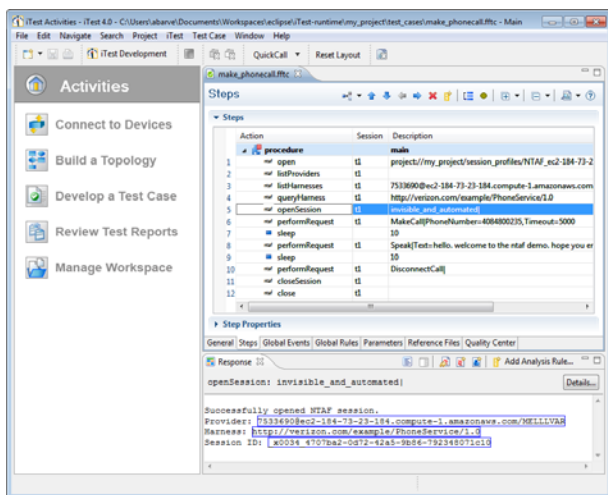 iTest Activities - iTest 4.0 - C:\Users\abarve\Documents\Workspaces\eclipse\iTest-runtime\my_project\test_cases\make_phonecall.fftc - Main
File Edit Navigate Search Project iTest Test Case Window Help
iTest Development QuickCall Reset Layout
Activities
Connect to Devices
Build a Topology
Develop a Test Case
Review Test Reports
Manage Workspace
make_phonecall.fftc
Steps
Steps
Action Session Description
procedure main
1 open t1 project://my_project/session_profiles/NTAF_ec2-184-73-2
2 listProviders t1
3 listHarnesses t1 7533690@ec2-184-73-23-184.compute-1.amazonaws.com
4 queryHarness t1 http://verizon.com/example/PhoneService/1.0
5 openSession t1 invisible_and_automated|
6 performRequest t1 MakeCall|PhoneNumber=4084800235,Timeout=5000
7 sleep 10
8 performRequest t1 Speak|Text=hello. welcome to the ntaf demo. hope you er
9 sleep 10
10 performRequest t1 DisconnectCall|
11 closeSession t1
12 close t1
Step Properties
General Steps Global Events Global Rules Parameters Reference Files Quality Center
Response Add Analysis Rule...
openSession: invisible_and_automated| Details...
Successfully opened NTAF session.
Provider: 7533690@ec2-184-73-23-184.compute-1.amazonaws.com/HELLLVAR
Harness: http://verizon.com/example/PhoneService/1.0
Session ID: x0034_4707ba2-0d72-42a5-9b86-792348071c10